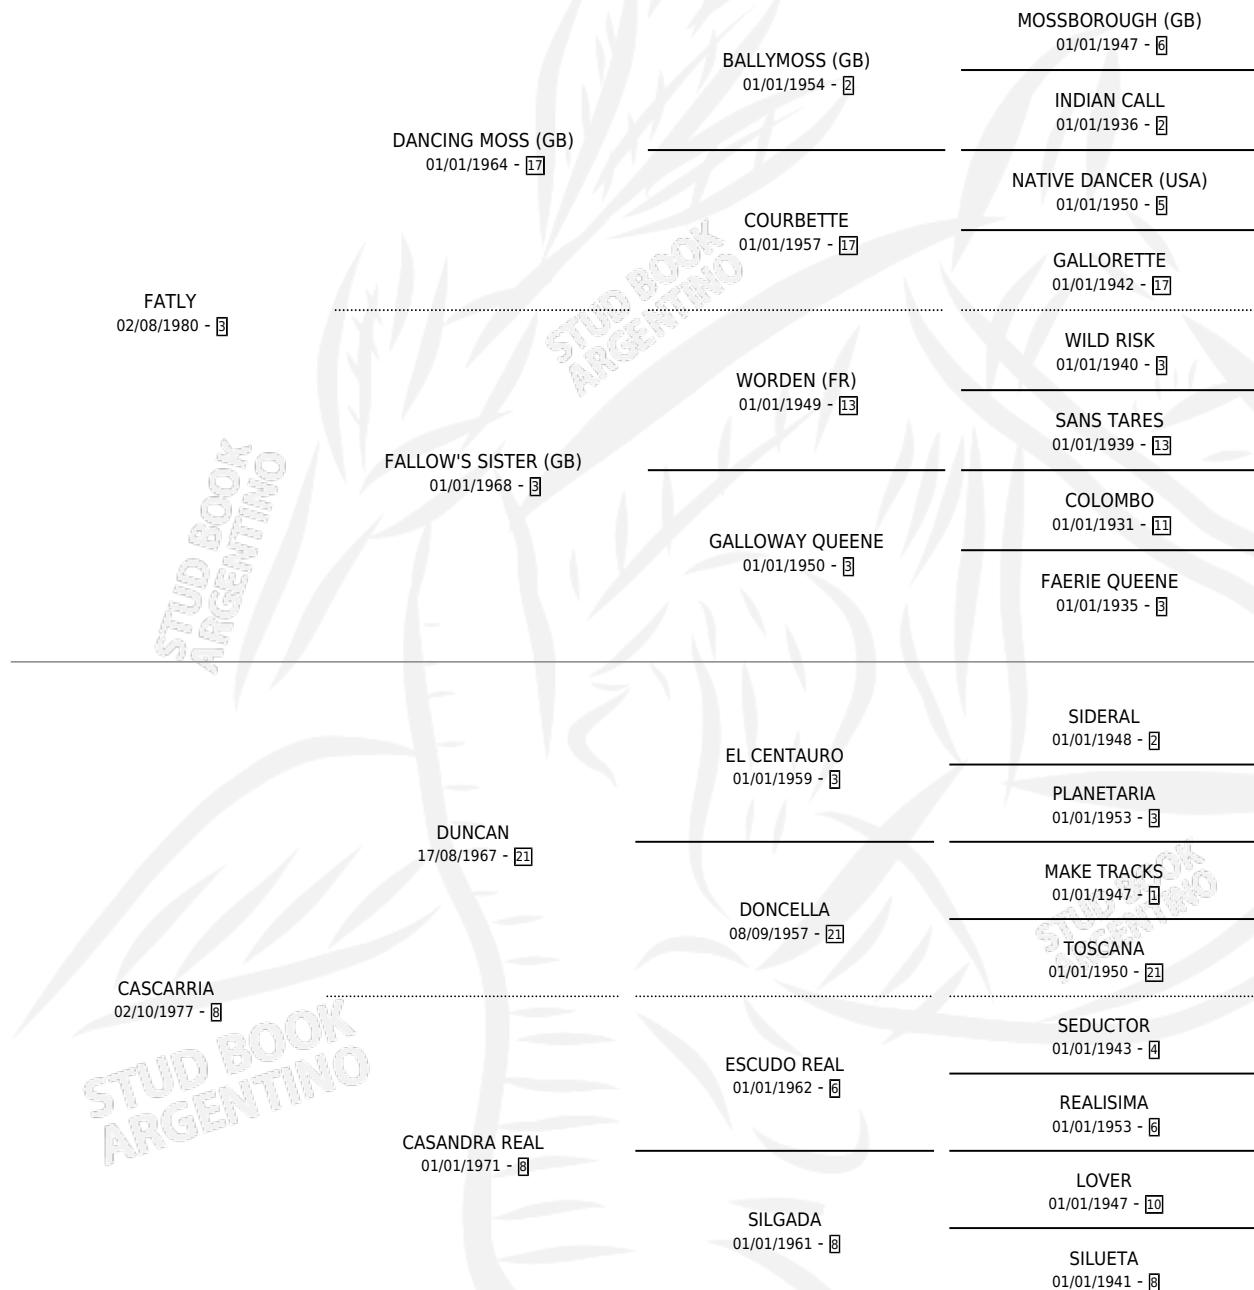 MOSSBOROUGH (GB)
01/01/1947 - 6
BALLYMOSS (GB)
01/01/1954 - 2
INDIAN CALL
01/01/1936 - 2
DANCING MOSS (GB)
01/01/1964 - 17
NATIVE DANCER (USA)
01/01/1950 - 5
COURBETTE
01/01/1957 - 17
GALLORETTE
01/01/1942 - 17
FATLY
02/08/1980 - 3
WILD RISK
01/01/1940 - 3
WORDEN (FR)
01/01/1949 - 13
SANS TARES
01/01/1939 - 13
FALLOW'S SISTER (GB)
01/01/1968 - 3
COLOMBO
01/01/1931 - 11
GALLOWAY QUEENE
01/01/1950 - 3
FAERIE QUEENE
01/01/1935 - 3
SIDERAL
01/01/1948 - 2
EL CENTAURO
01/01/1959 - 3
PLANETARIA
01/01/1953 - 3
DUNCAN
17/08/1967 - 21
MAKE TRACKS
01/01/1947 - 1
DONCELLA
08/09/1957 - 21
TOSCANA
01/01/1950 - 21
CASCARRIA
02/10/1977 - 8
SEDUCTOR
01/01/1943 - 4
ESCUDO REAL
01/01/1962 - 6
REALISIMA
01/01/1953 - 6
CASANDRA REAL
01/01/1971 - 8
LOVER
01/01/1947 - 10
SILGADA
01/01/1961 - 8
SILUETA
01/01/1941 - 8
STUD BOOK
ARGENTINO
STUD BOOK
ARGENTINO
STUD BOOK
ARGENTINO
STUD BOOK
ARGENTINO